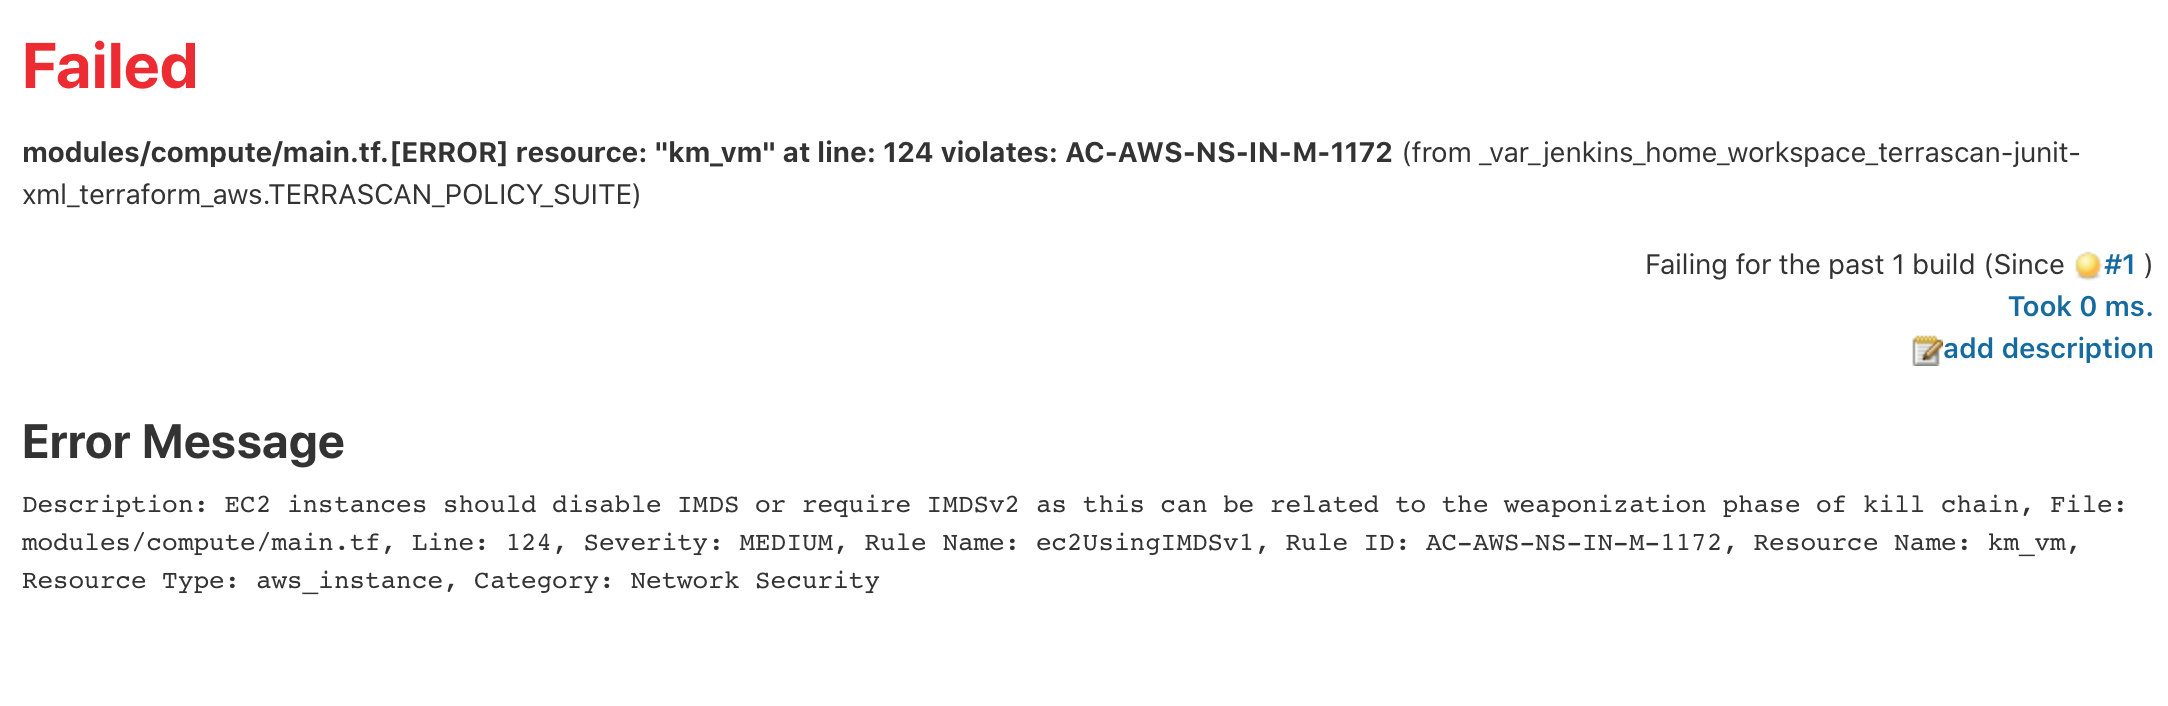 Failed
modules/compute/main.tf.[ERROR] resource: "km_vm" at line: 124 violates: AC-AWS-NS-IN-M-1172 (from _var_jenkins_home_workspace_terrascan-junit-
xml_terraform_aws.TERRASCAN_POLICY_SUITE)
Failing for the past 1 build (Since #1 )
Took 0 ms.
add description
Error Message
Description: EC2 instances should disable IMDS or require IMDSv2 as this can be related to the weaponization phase of kill chain, File:
modules/compute/main.tf, Line: 124, Severity: MEDIUM, Rule Name: ec2UsingIMDSv1, Rule ID: AC-AWS-NS-IN-M-1172, Resource Name: km_vm,
Resource Type: aws_instance, Category: Network Security